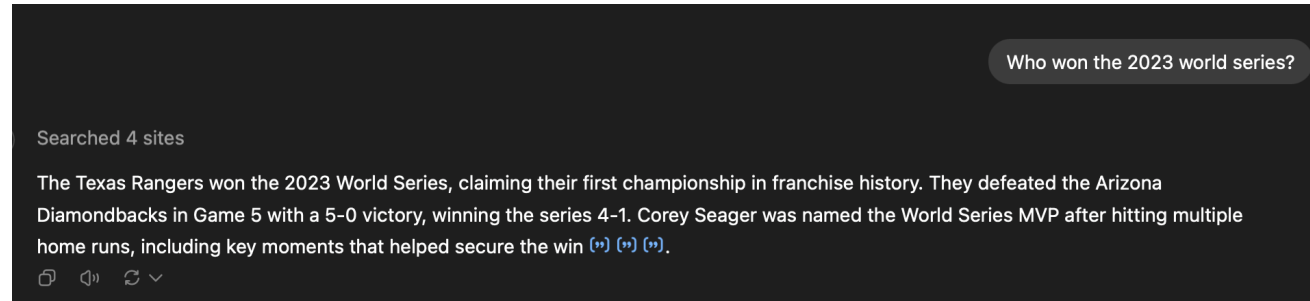 Who won the 2023 world series?
Searched 4 sites
The Texas Rangers won the 2023 World Series, claiming their first championship in franchise history. They defeated the Arizona
Diamondbacks in Game 5 with a 5-0 victory, winning the series 4-1. Corey Seager was named the World Series MVP after hitting multiple
home runs, including key moments that helped secure the win (”) (”) (”).